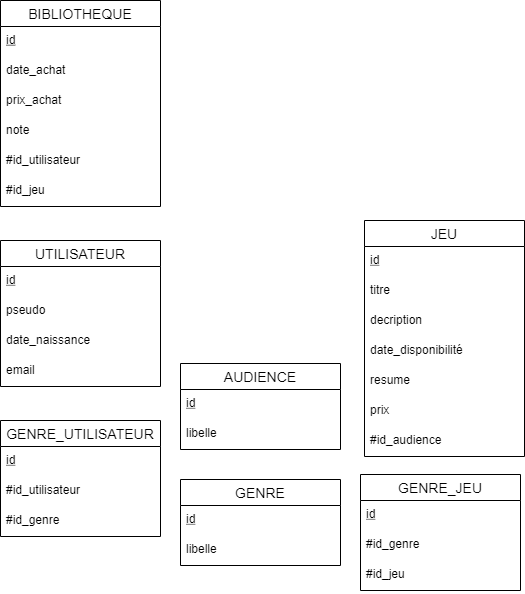 BIBLIOTHEQUE
id
date_achat
prix_achat
note
#id_utilisateur
#id_jeu
UTILISATEUR
id
pseudo
date_naissance
email
GENRE_UTILISATEUR
id
#id_utilisateur
#id_genre
AUDIENCE
id
libelle
GENRE
id
libelle
JEU
id
titre
decription
date_disponibilité
resume
prix
#id_audience
GENRE_JEU
id
#id_genre
#id_jeu